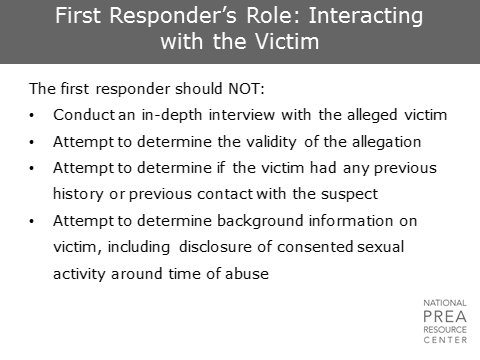 First Responder’s Role: Interacting
with the Victim
The first responder should NOT:
• Conduct an in-depth interview with the alleged victim
• Attempt to determine the validity of the allegation
• Attempt to determine if the victim had any previous
history or previous contact with the suspect
• Attempt to determine background information on
victim, including disclosure of consented sexual
activity around time of abuse
NATIONAL
PREA
RESOURCE
CENTER